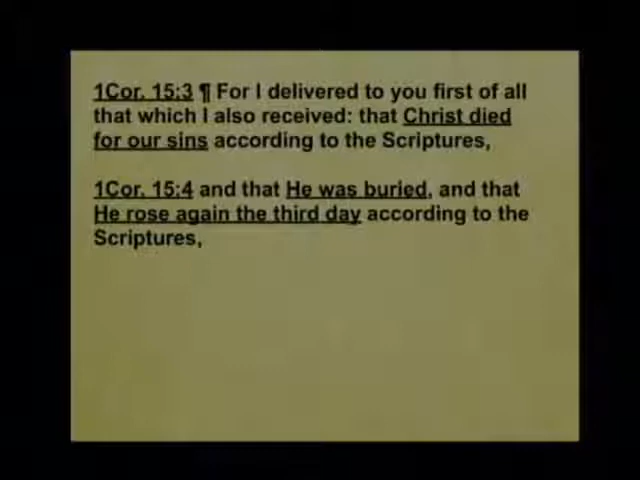 1Cor. 15:3 ¶ For I delivered to you first of all
that which I also received: that Christ died
for our sins according to the Scriptures,
1Cor. 15:4 and that He was buried, and that
He rose again the third day according to the
Scriptures,